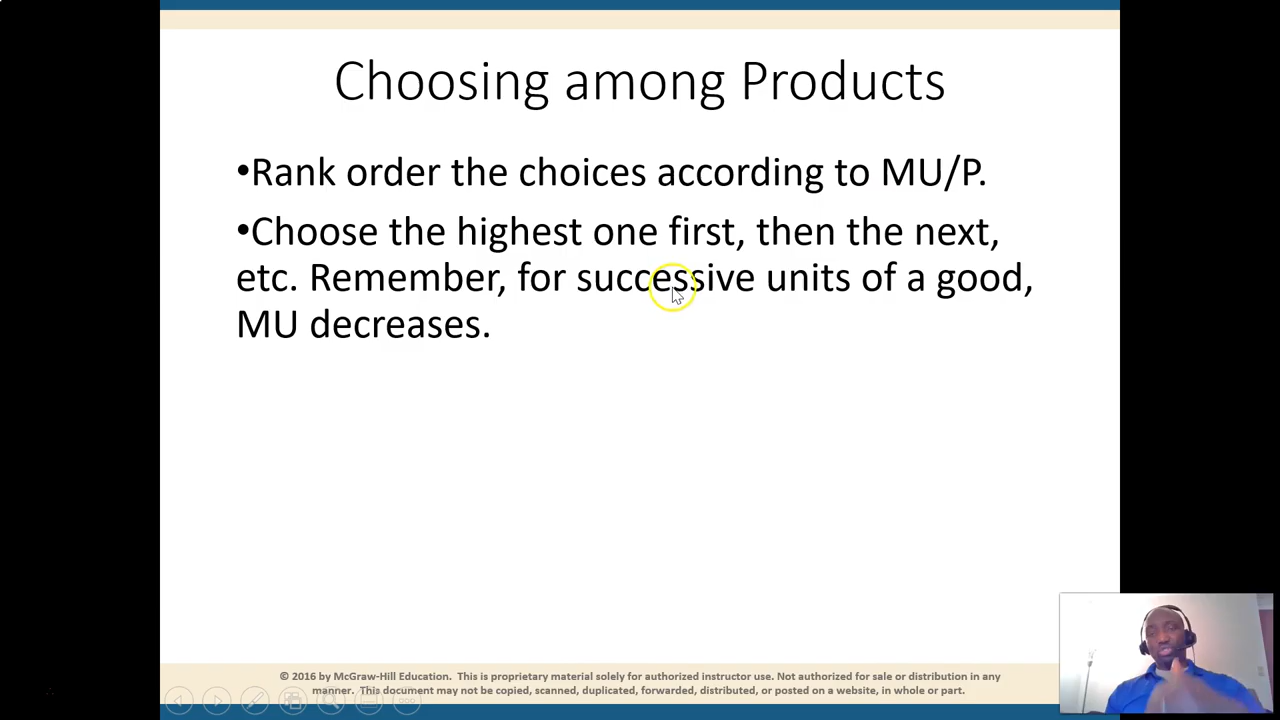 Choosing among Products
•Rank order the choices according to MU/P.
•Choose the highest one first, then the next,
etc. Remember, for successive units of a good,
MU decreases.
© 2016 by McGraw-Hill Education.  This is proprietary material solely for authorized instructor use. Not authorized for sale or distribution in any
manner.  This document may not be copied, scanned, duplicated, forwarded, distributed, or posted on a website, in whole or part.